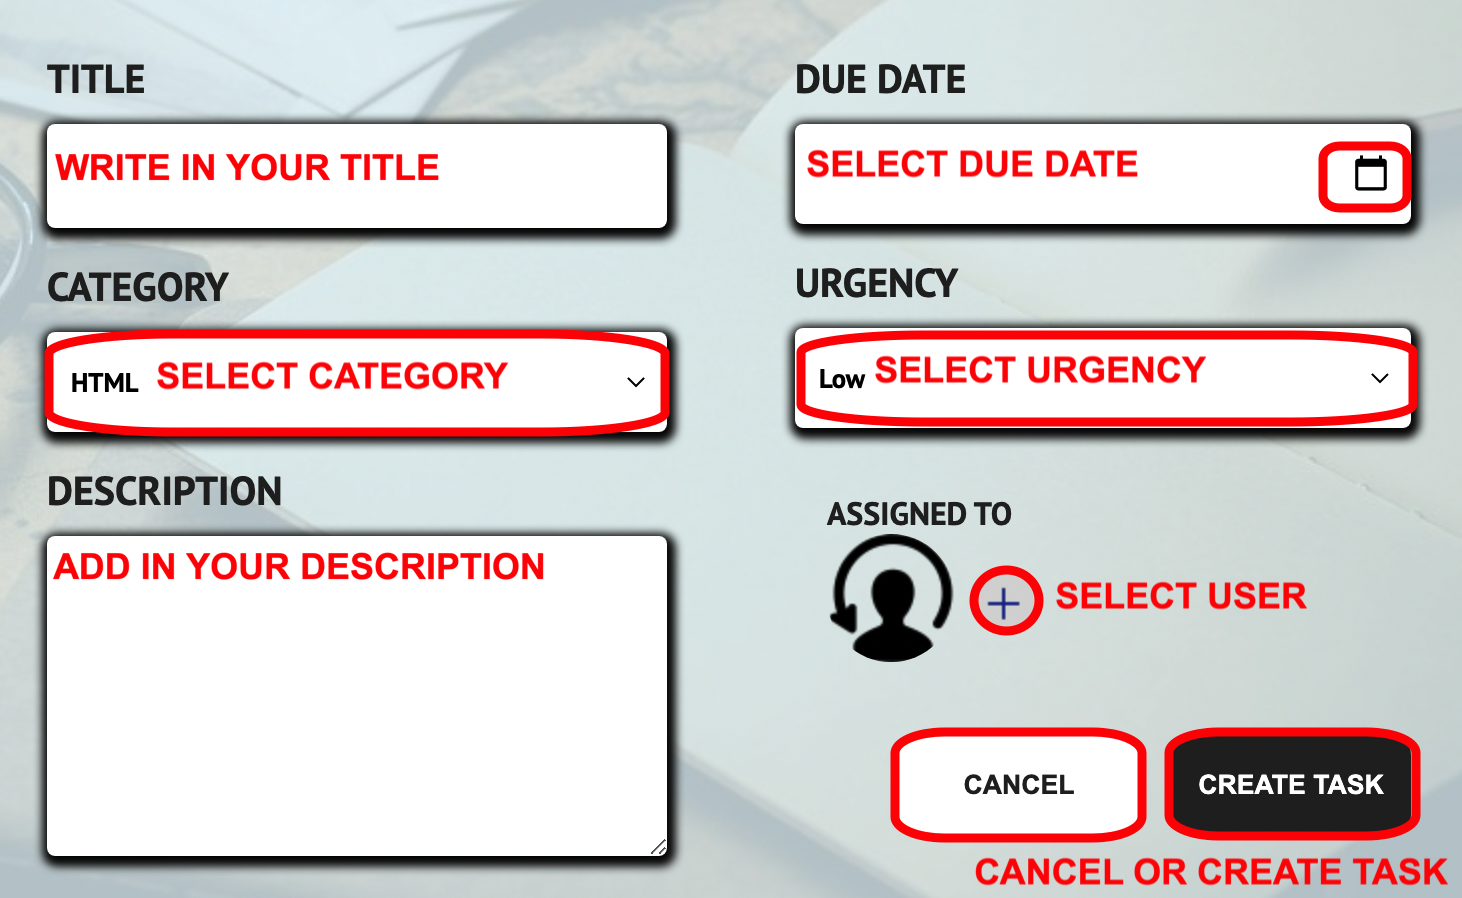 TITLE
WRITE IN YOUR TITLE
DUE DATE
SELECT DUE DATE
CATEGORY
HTML SELECT CATEGORY
URGENCY
Low SELECT URGENCY
DESCRIPTION
ADD IN YOUR DESCRIPTION
ASSIGNED TO
SELECT USER
CANCEL
CREATE TASK
CANCEL OR CREATE TASK